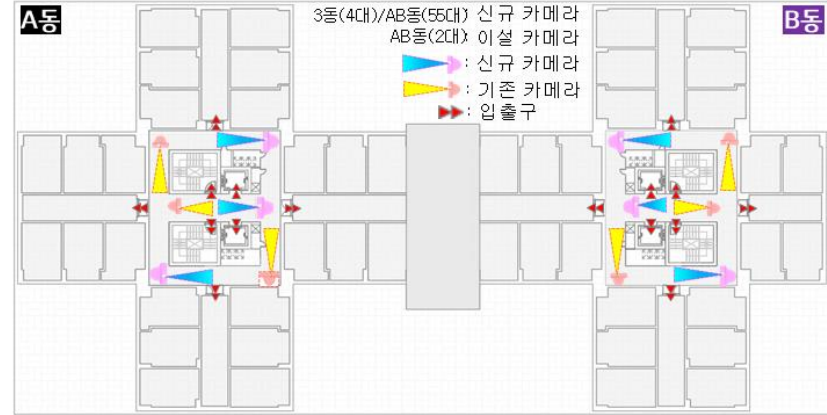 A동
3동(4대)/AB동(55대) 신규 카메라
B동
AB동(2대) 이설 카메라
: 신규 카메라
: 기존 카메라
: 입출구